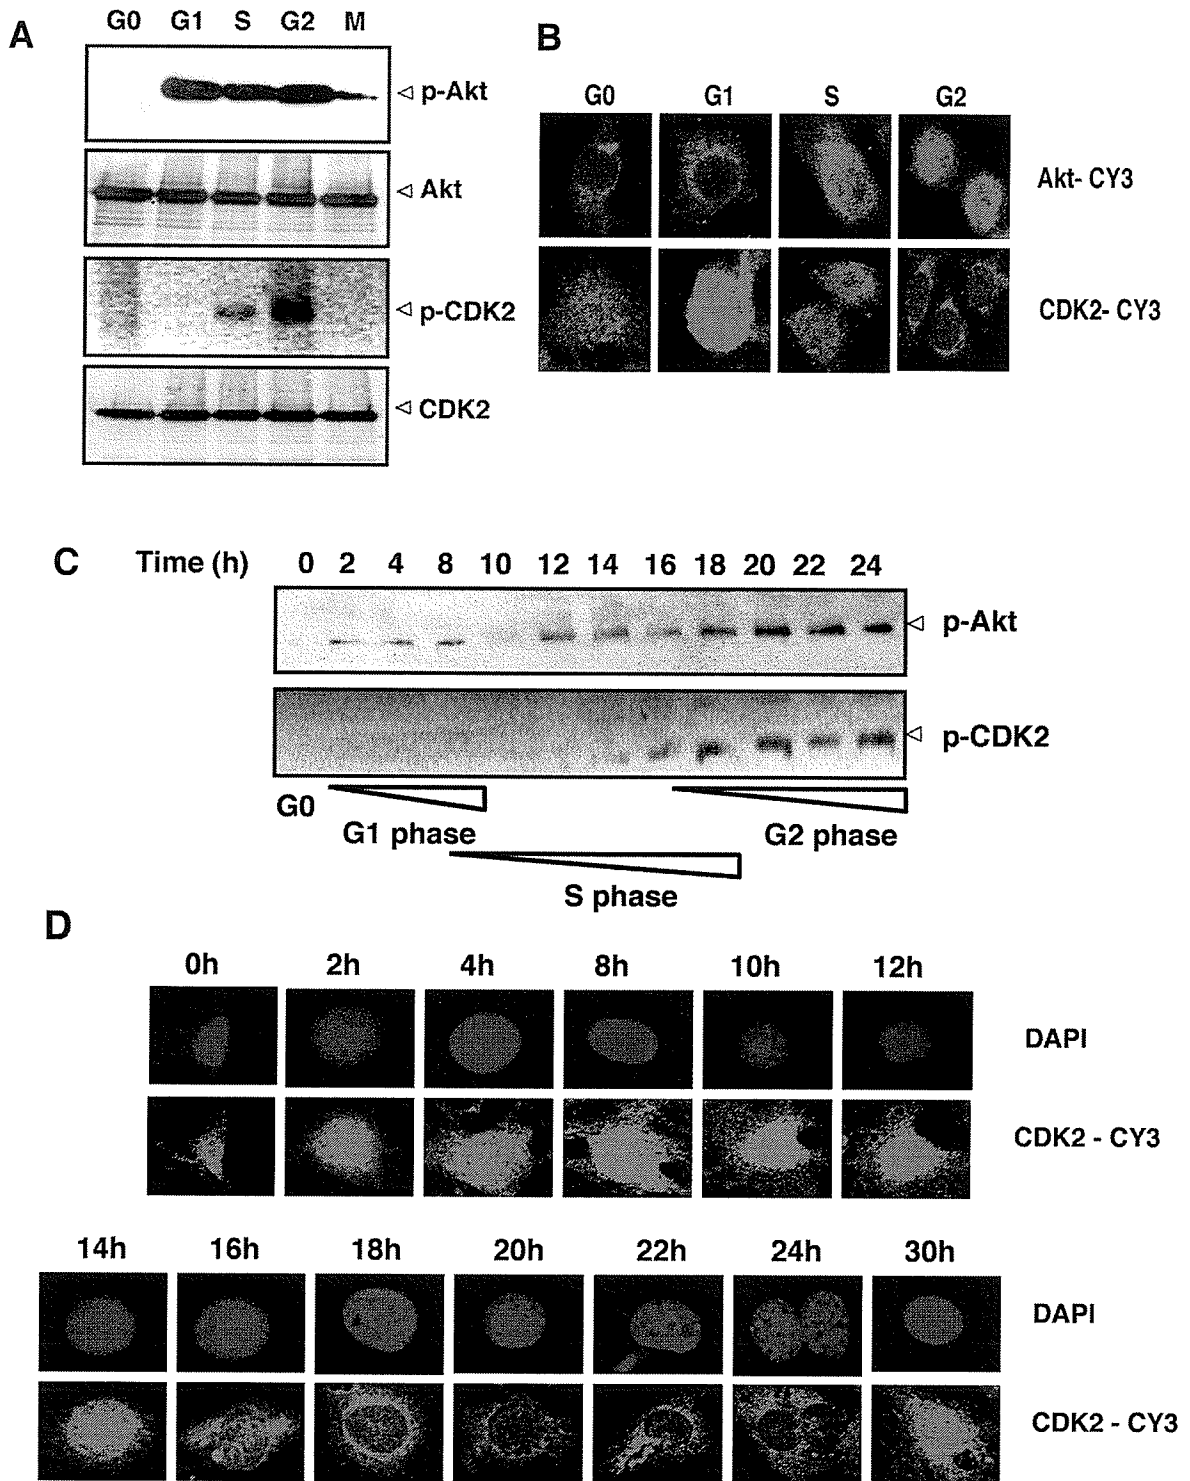 A
G0 G1 S G2 M
p-Akt
Akt
p-CDK2
CDK2
B
G0 G1 S G2
Akt- CY3
CDK2- CY3
C
Time (h) 0 2 4 8 10 12 14 16 18 20 22 24
p-Akt
p-CDK2
G0
G1 phase
G2 phase
S phase
D
0h 2h 4h 8h 10h 12h
DAPI
CDK2 - CY3
14h 16h 18h 20h 22h 24h 30h
DAPI
CDK2 - CY3